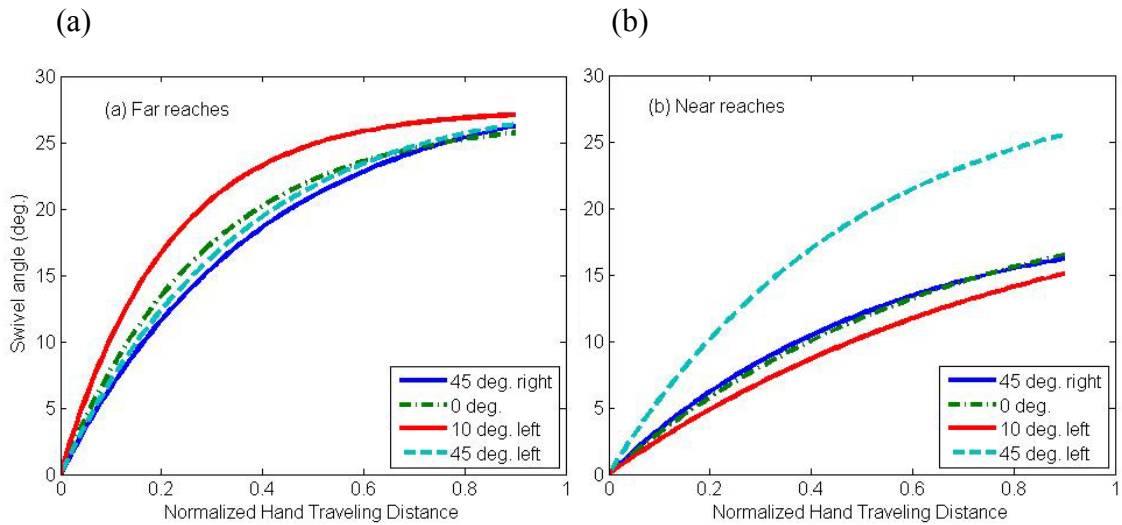 (a)
(b)
30
25
20
15
10
5
0
Swivel angle (deg.)
(a) Far reaches
45 deg. right
0 deg.
10 deg. left
45 deg. left
0
0.2
0.4
0.6
0.8
1
Normalized Hand Traveling Distance
30
25
20
15
10
5
0
(b) Near reaches
45 deg. right
0 deg.
10 deg. left
45 deg. left
0
0.2
0.4
0.6
0.8
1
Normalized Hand Traveling Distance